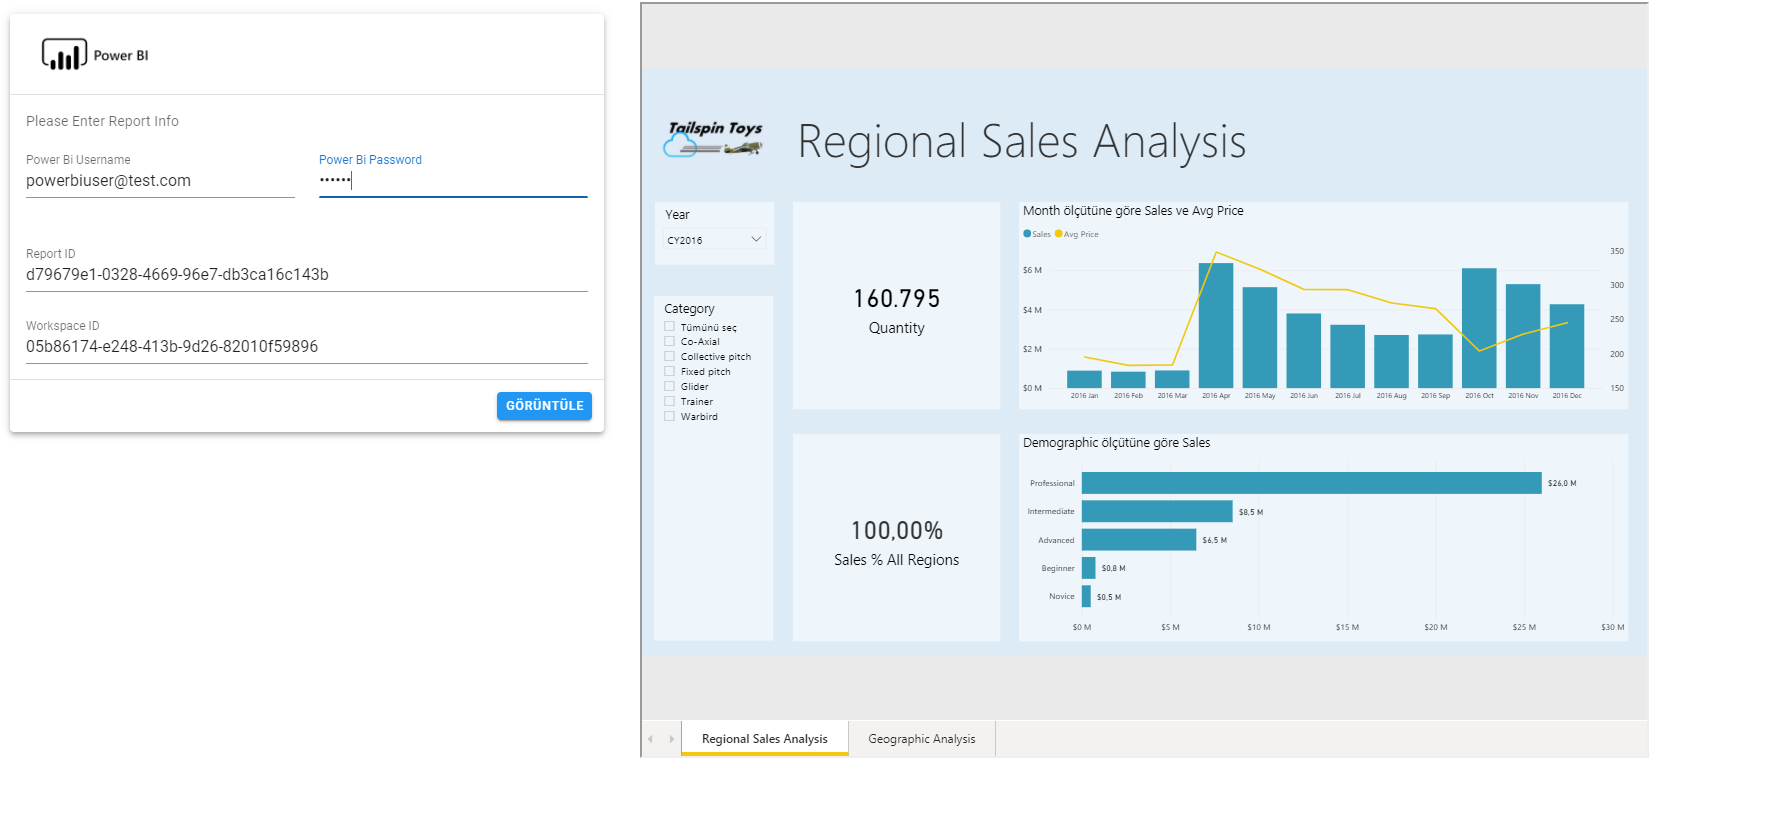 Power BI
Please Enter Report Info
Power Bi Username
powerbiuser@test.com
Power Bi Password
••••••
Report ID
d79679e1-0328-4669-96e7-db3ca16c143b
Workspace ID
05b86174-e248-413b-9d26-82010f59896
GÖRÜNTÜLE
Tailspin Toys
Regional Sales Analysis
Year
CY2016
Category
Tümünü seç
Co-Axial
Collective pitch
Fixed pitch
Glider
Trainer
Warbird
160.795
Quantity
100,00%
Sales % All Regions
Month ölçütüne göre Sales ve Avg Price
Sales Avg Price
$6 M
$4 M
$2 M
$0 M
350
300
250
200
150
2016 Jan 2016 Feb 2016 Mar 2016 Apr 2016 May 2016 Jun 2016 Jul 2016 Aug 2016 Sep 2016 Oct 2016 Nov 2016 Dec
Demographic ölçütüne göre Sales
Professional $26,0 M
Intermediate $8,5 M
Advanced $6,5 M
Beginner $0,8 M
Novice $0,5 M
$0 M $5 M $10 M $15 M $20 M $25 M $30 M
Regional Sales Analysis Geographic Analysis